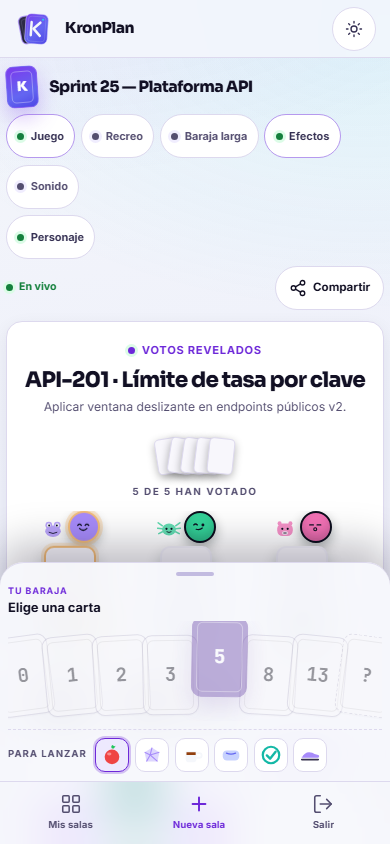 KronPlan
K
Sprint 25 — Plataforma API
Juego
Recreo
Baraja larga
Efectos
Sonido
Personaje
En vivo
Compartir
VOTOS REVELADOS
API-201 · Límite de tasa por clave
Aplicar ventana deslizante en endpoints públicos v2.
5 DE 5 HAN VOTADO
TU BARAJA
Elige una carta
0
1
2
3
5
8
13
?
PARA LANZAR
Mis salas
Nueva sala
Salir